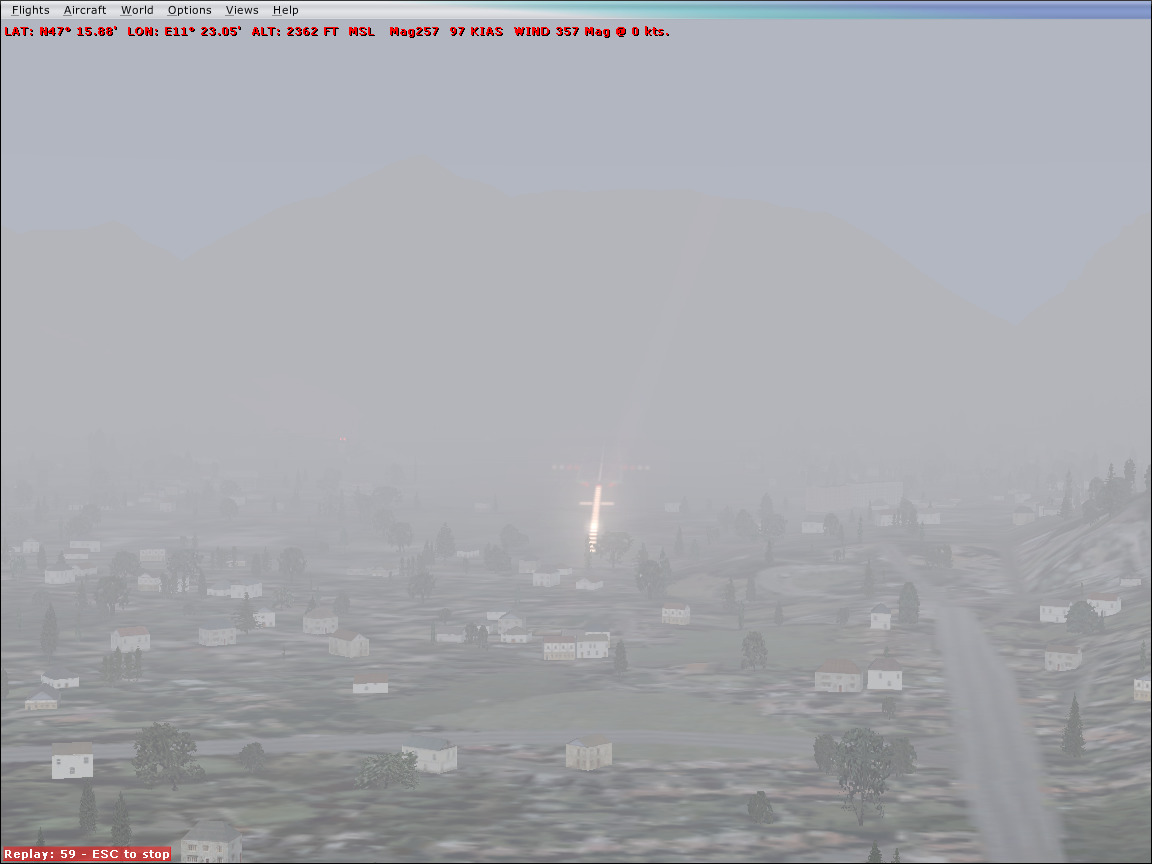 Flights Aircraft World Options Views Help
LAT: N47° 15.88' LON: E11° 23.05' ALT: 2362 FT MSL Mag257 97 KIAS WIND 357 Mag @ 0 kts.
Replay: 59 - ESC to stop